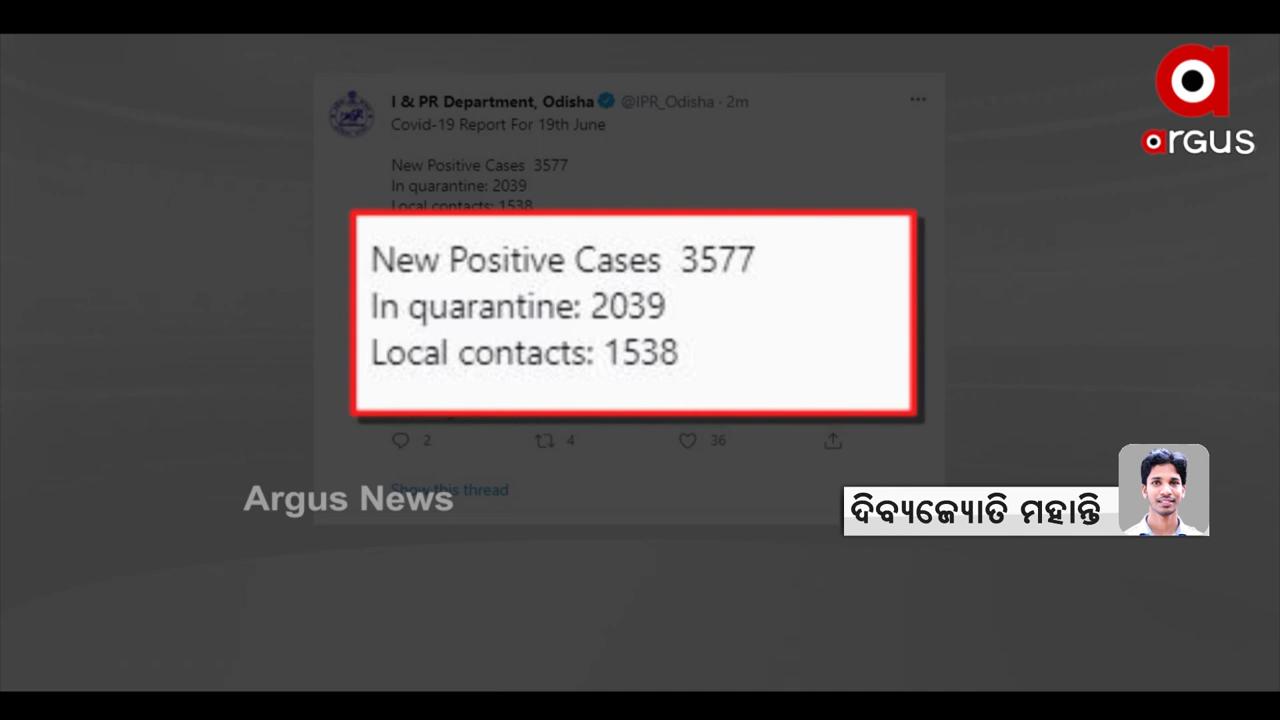 I & PR Department, Odisha @IPR_Odisha · 2m
Covid-19 Report For 19th June
New Positive Cases 3577
In quarantine: 2039
Local contacts: 1538
New Positive Cases 3577
In quarantine: 2039
Local contacts: 1538
2 4 36
Show this thread
Argus News
ଦିବ୍ୟଜ୍ୟୋତି ମହାନ୍ତି
argus